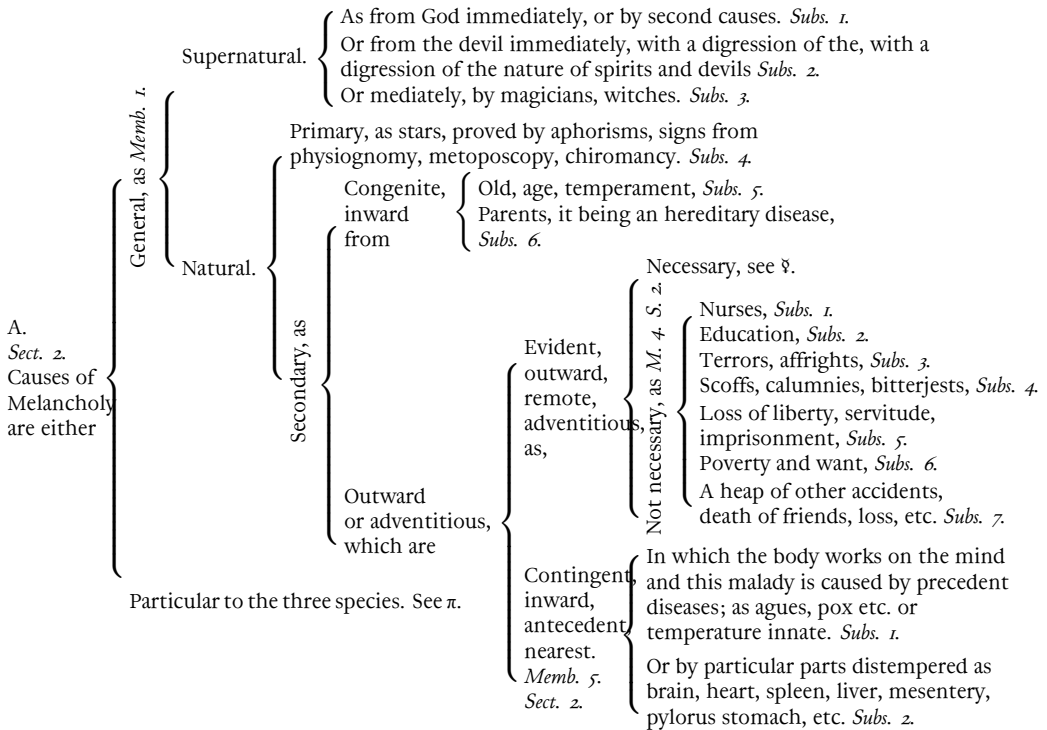 A.
Sect. 2.
Causes of
Melancholy
are either
General, as Memb. 1.
Supernatural.
As from God immediately, or by second causes. Subs. 1.
Or from the devil immediately, with a digression of the, with a
digression of the nature of spirits and devils Subs. 2.
Or mediately, by magicians, witches. Subs. 3.
Natural.
Primary, as stars, proved by aphorisms, signs from
physiognomy, metoposcopy, chiromancy. Subs. 4.
Secondary, as
Congenite,
inward
from
Old, age, temperament, Subs. 5.
Parents, it being an hereditary disease,
Subs. 6.
Outward
or adventitious,
which are
Evident,
outward,
remote,
adventitious,
as,
Necessary, see ☿.
Not necessary, as M. 4. S. 2.
Nurses, Subs. 1.
Education, Subs. 2.
Terrors, affrights, Subs. 3.
Scoffs, calumnies, bitterjests, Subs. 4.
Loss of liberty, servitude,
imprisonment, Subs. 5.
Poverty and want, Subs. 6.
A heap of other accidents,
death of friends, loss, etc. Subs. 7.
Contingent,
inward,
antecedent,
nearest.
Memb. 5.
Sect. 2.
In which the body works on the mind
and this malady is caused by precedent
diseases; as agues, pox etc. or
temperature innate. Subs. 1.
Or by particular parts distempered as
brain, heart, spleen, liver, mesentery,
pylorus stomach, etc. Subs. 2.
Particular to the three species. See π.